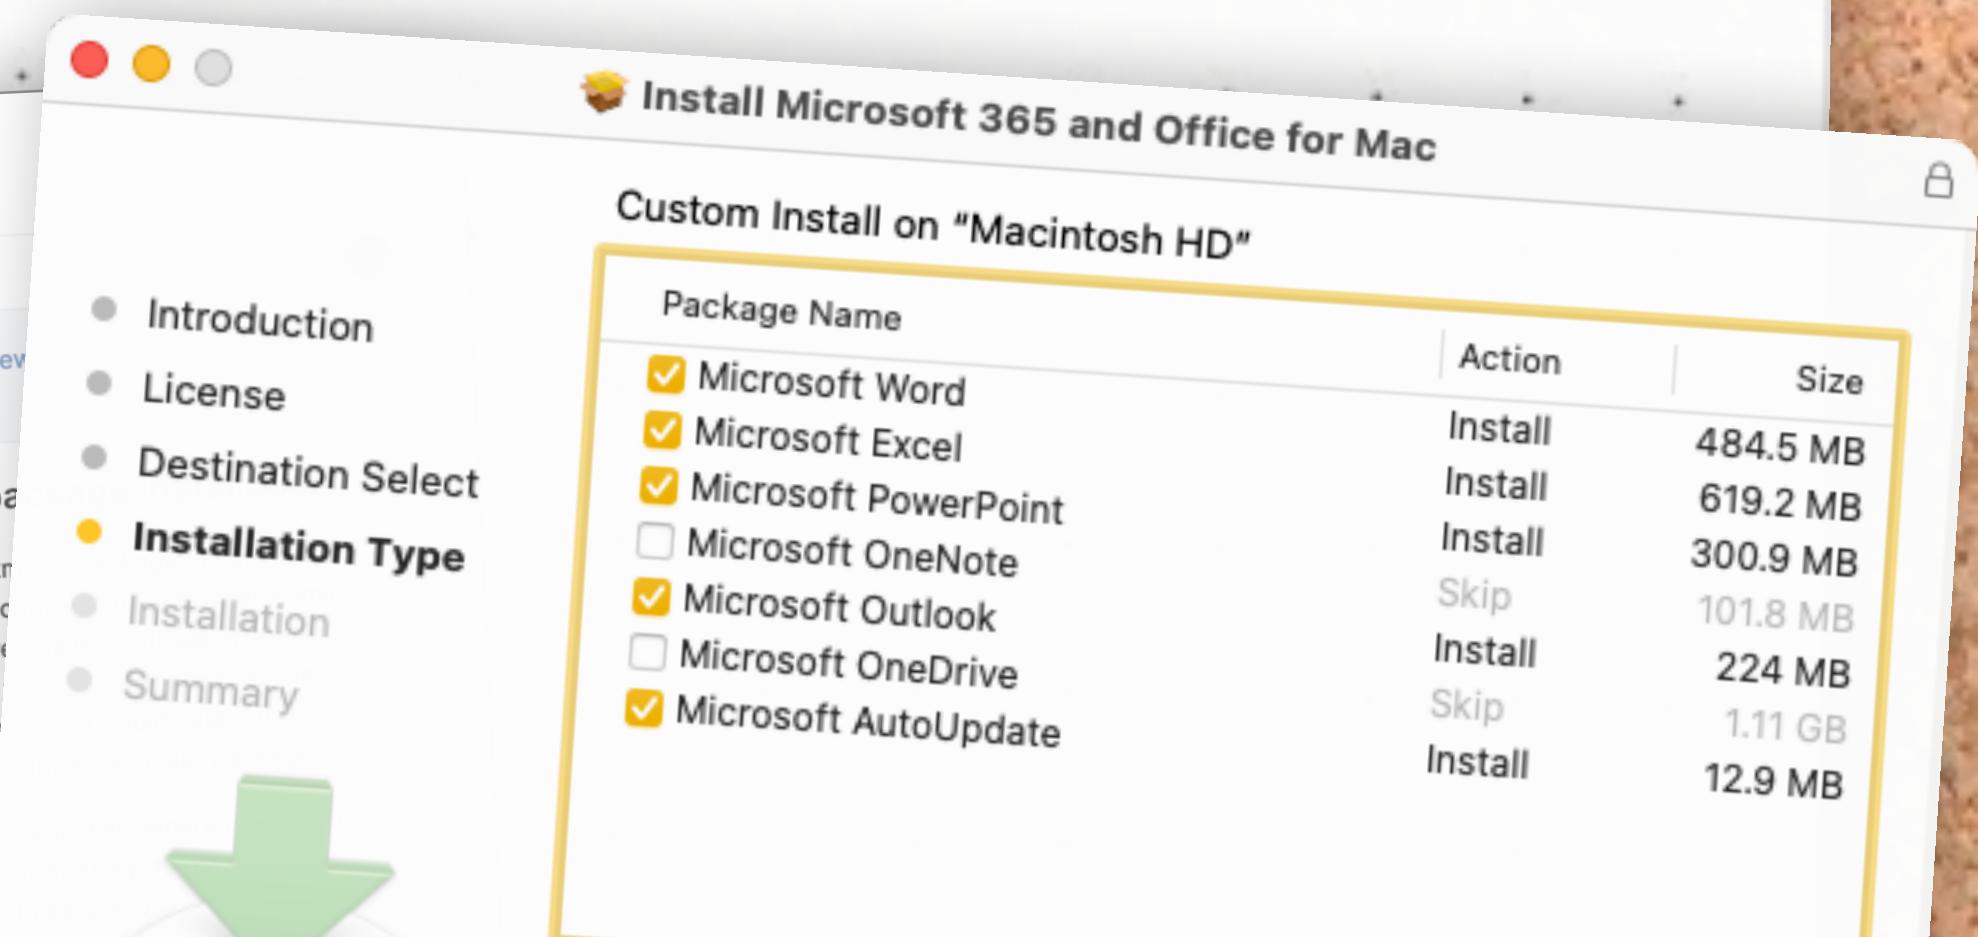 Install Microsoft 365 and Office for Mac
Custom Install on “Macintosh HD”
Introduction
License
Destination Select
Installation Type
Installation
Summary
Package Name Action Size
Microsoft Word Install 484.5 MB
Microsoft Excel Install 619.2 MB
Microsoft PowerPoint Install 300.9 MB
Microsoft OneNote Skip 101.8 MB
Microsoft Outlook Install 224 MB
Microsoft OneDrive Skip 1.11 GB
Microsoft AutoUpdate Install 12.9 MB